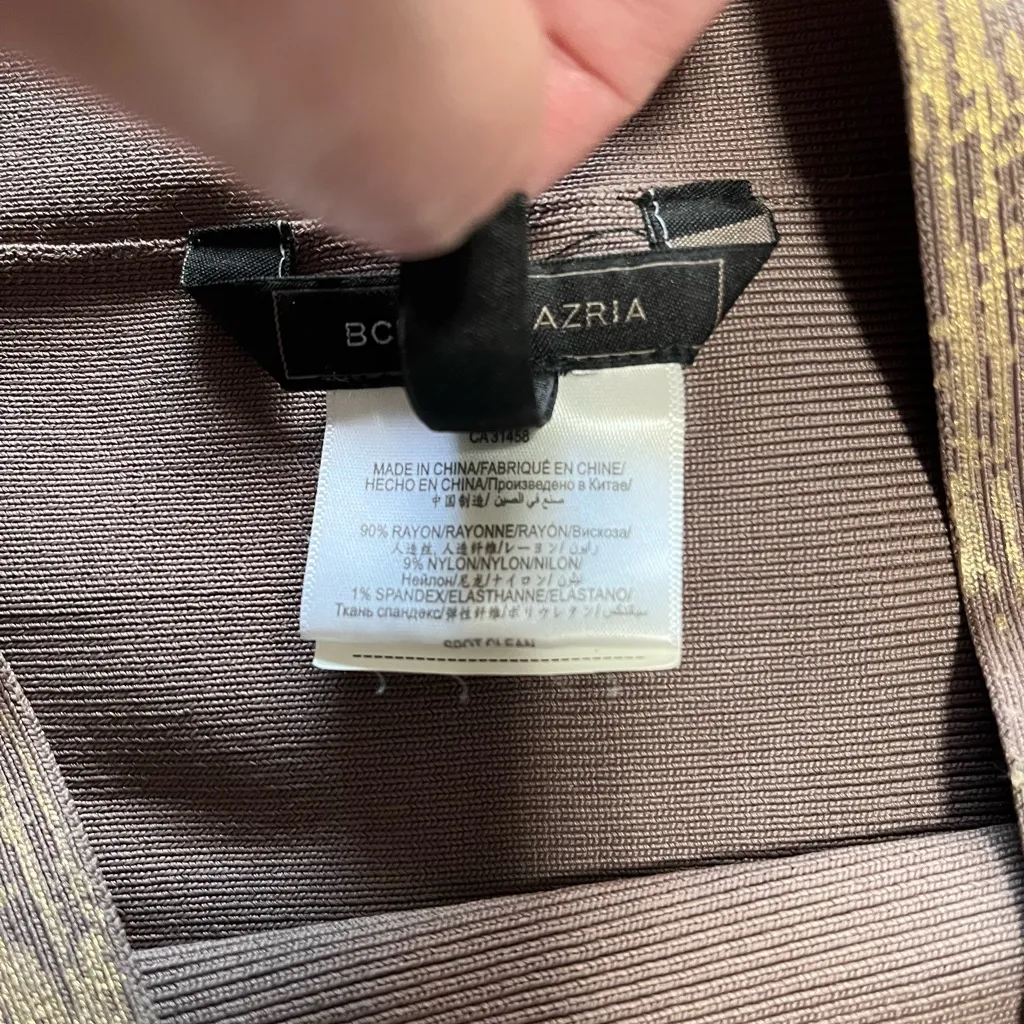 BC AZRIA
CA 31458
MADE IN CHINA/FABRIQUÉ EN CHINE/
HECHO EN CHINA/Произведено в Китае/
中国制造/ صنع في الصين/
90% RAYON/RAYONNE/RAYÓN/Вискоза/
人造丝, 人造纤维/レーヨン/ رايون/
9% NYLON/NYLON/NILÓN/
Нейлон/尼龙/ナイロン/ نيلون/
1% SPANDEX/ELASTHANNE/ELASTANO/
Ткань спандекс/弹性纤维/ポリウレタン/
SPOT CLEAN